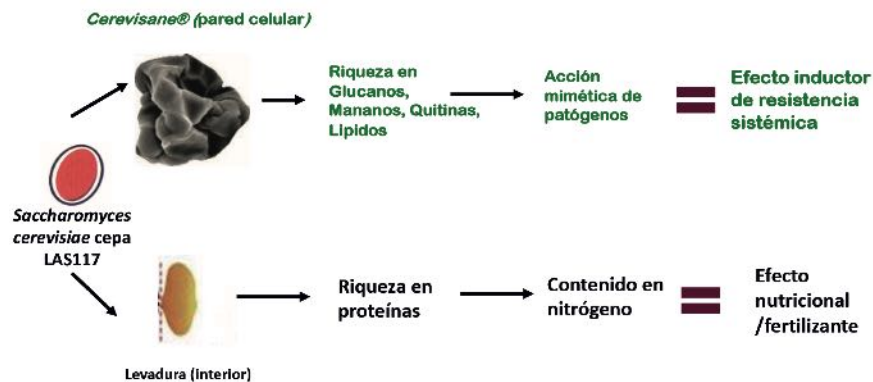 Cerevisane® (pared celular)
Riqueza en
Glucanos,
Mananos, Quitinas,
Lipidos
Acción
mimética de
patógenos
Efecto inductor
de resistencia
sistémica
Saccharomyces
cerevisiae cepa
LAS117
Riqueza en
proteínas
Contenido en
nitrógeno
Efecto
nutricional
/fertilizante
Levadura (interior)